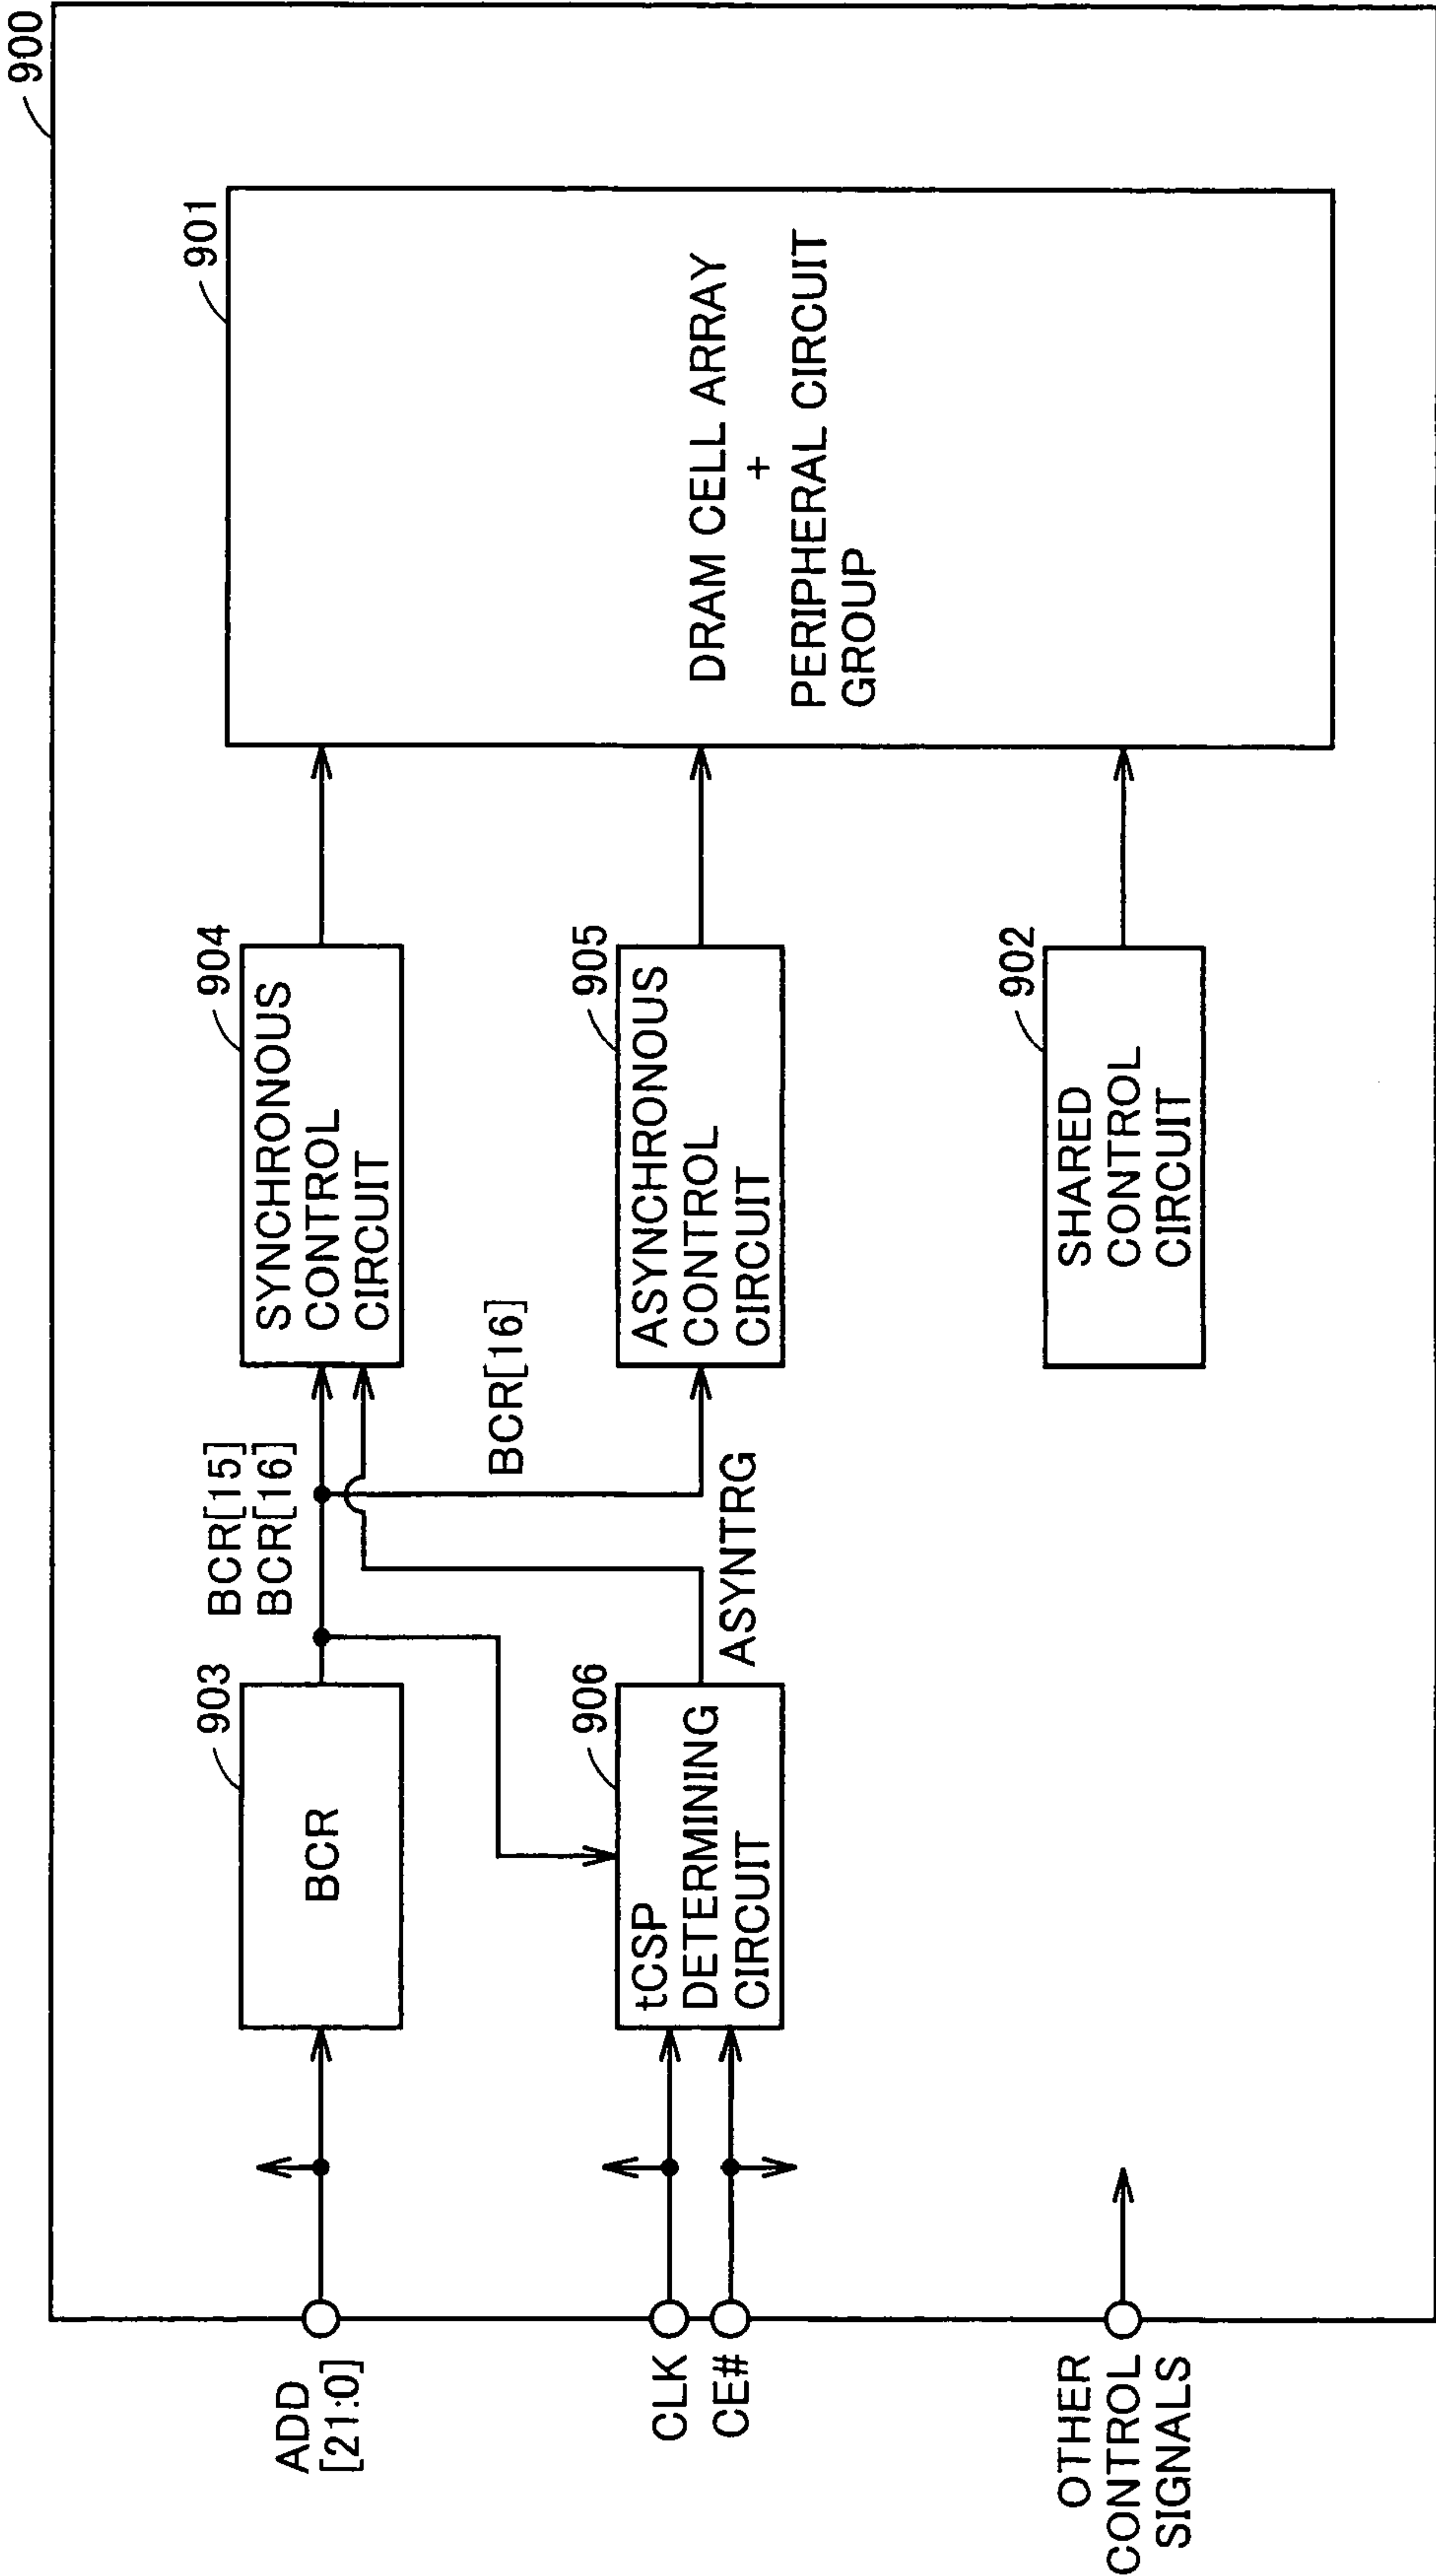 900
901
DRAM CELL ARRAY
+
PERIPHERAL CIRCUIT
GROUP
904
SYNCHRONOUS
CONTROL
CIRCUIT
905
ASYNCHRONOUS
CONTROL
CIRCUIT
902
SHARED
CONTROL
CIRCUIT
BCR[15]
BCR[16]
BCR[16]
ASYNTRG
903
BCR
906
tCSP
DETERMINING
CIRCUIT
ADD
[21:0]
CLK
CE#
OTHER
CONTROL
SIGNALS